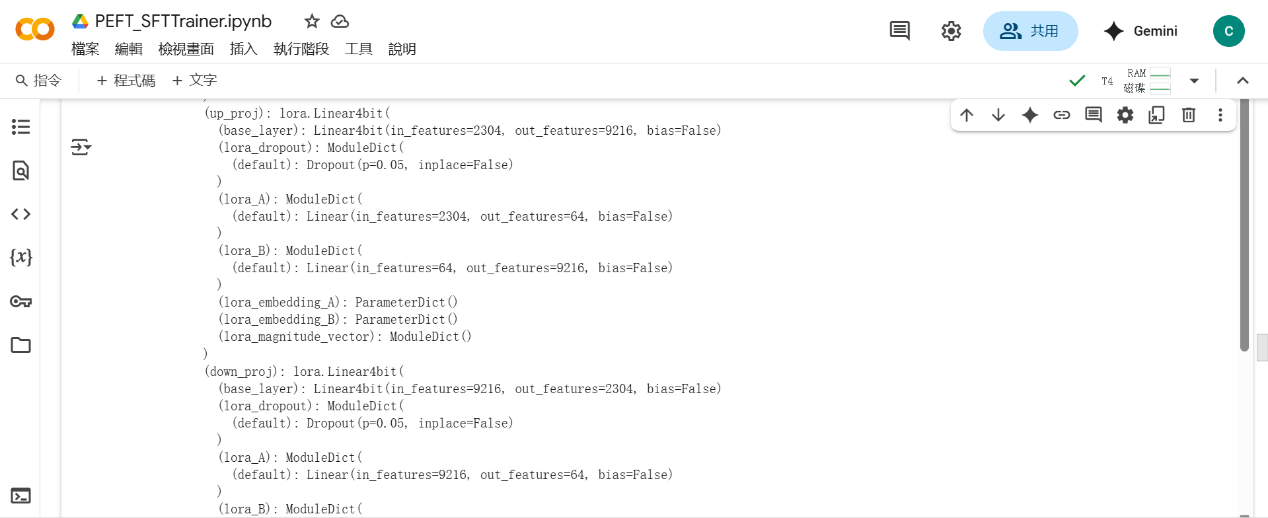 PEFT_SFTTrainer.ipynb
檔案 編輯 檢視畫面 插入 執行階段 工具 說明
共用
Gemini
C
指令 + 程式碼 + 文字
T4
RAM
磁碟
)
(up_proj): lora.Linear4bit(
(base_layer): Linear4bit(in_features=2304, out_features=9216, bias=False)
(lora_dropout): ModuleDict(
(default): Dropout(p=0.05, inplace=False)
)
(lora_A): ModuleDict(
(default): Linear(in_features=2304, out_features=64, bias=False)
)
(lora_B): ModuleDict(
(default): Linear(in_features=64, out_features=9216, bias=False)
)
(lora_embedding_A): ParameterDict()
(lora_embedding_B): ParameterDict()
(lora_magnitude_vector): ModuleDict()
)
(down_proj): lora.Linear4bit(
(base_layer): Linear4bit(in_features=9216, out_features=2304, bias=False)
(lora_dropout): ModuleDict(
(default): Dropout(p=0.05, inplace=False)
)
(lora_A): ModuleDict(
(default): Linear(in_features=9216, out_features=64, bias=False)
)
(lora_B): ModuleDict(